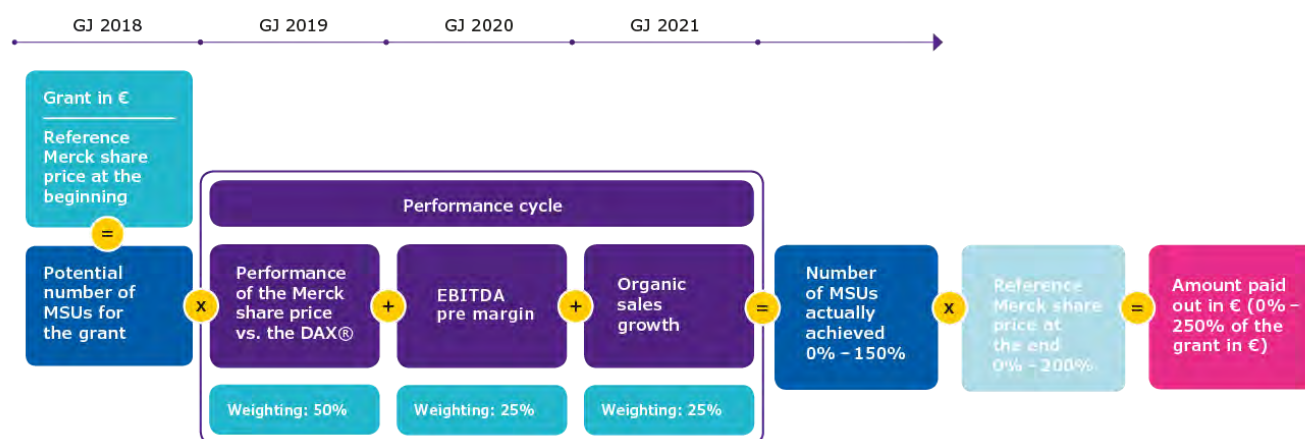 GJ 2018
GJ 2019
GJ 2020
GJ 2021
Grant in €
Reference
Merck share
price at the
beginning
=
Potential
number of
MSUs for
the grant
x
Performance cycle
Performance
of the Merck
share price
vs. the DAX®
+
EBITDA
pre margin
+
Organic
sales
growth
Weighting: 50%
Weighting: 25%
Weighting: 25%
=
Number
of MSUs
actually
achieved
0% – 150%
x
Reference
Merck share
price at
the end
0% – 200%
=
Amount paid
out in € (0% –
250% of the
grant in €)